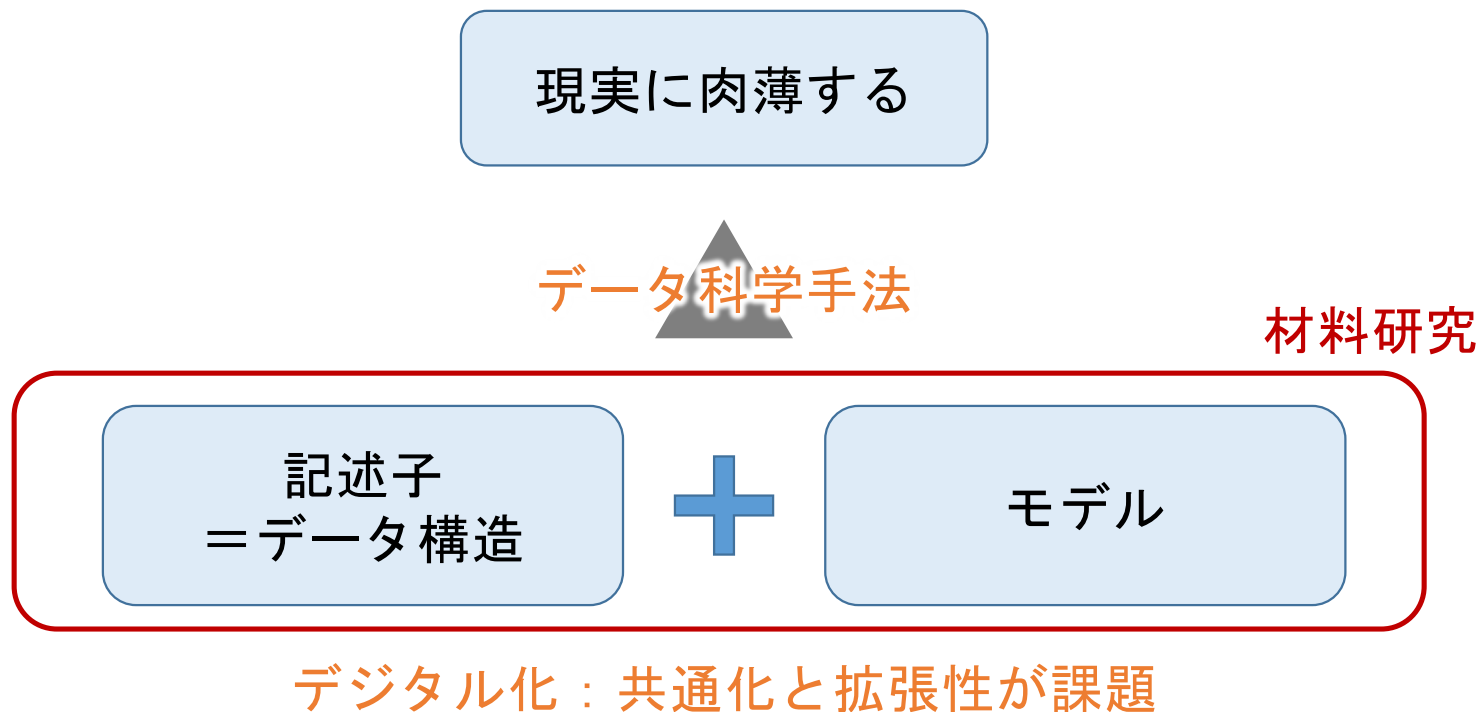 現実に肉薄する
データ科学手法
材料研究
記述子
＝データ構造
モデル
デジタル化：共通化と拡張性が課題